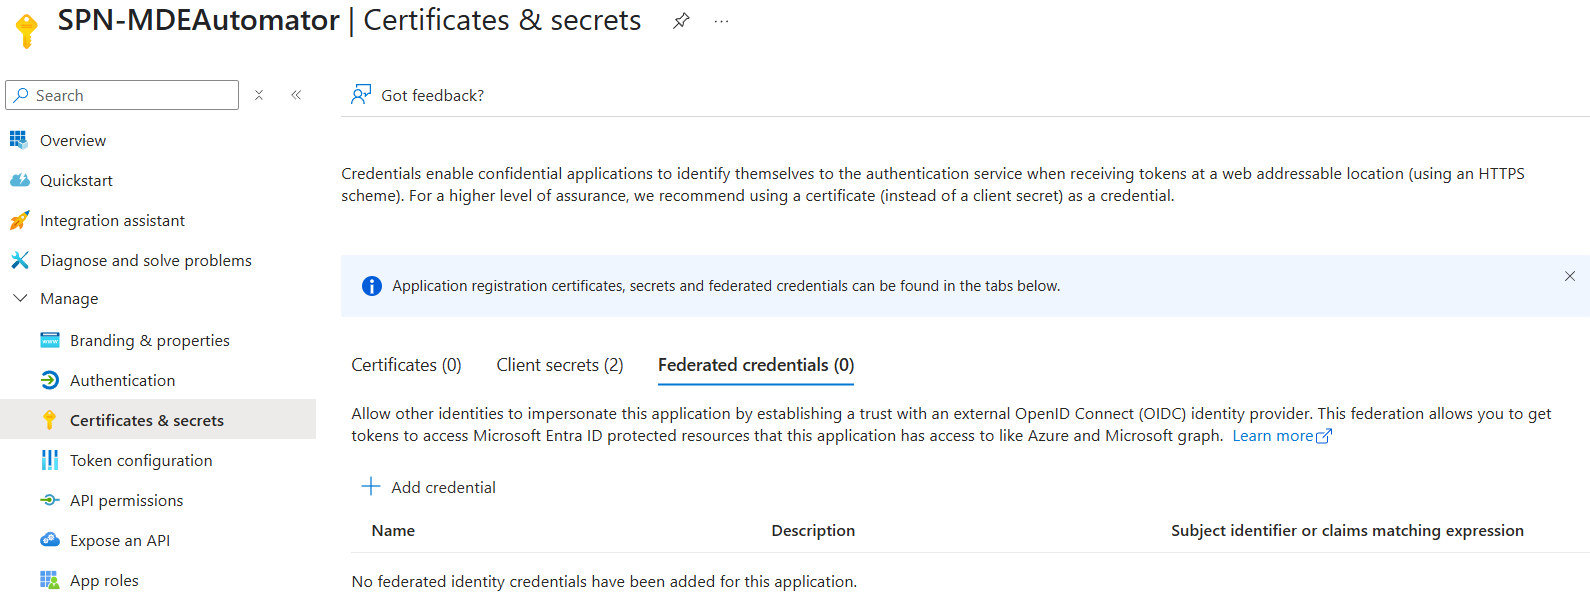 SPN-MDEAutomator | Certificates & secrets
Search
Got feedback?
Overview
Quickstart
Integration assistant
Diagnose and solve problems
Manage
Branding & properties
Authentication
Certificates & secrets
Token configuration
API permissions
Expose an API
App roles
Credentials enable confidential applications to identify themselves to the authentication service when receiving tokens at a web addressable location (using an HTTPS
scheme). For a higher level of assurance, we recommend using a certificate (instead of a client secret) as a credential.
Application registration certificates, secrets and federated credentials can be found in the tabs below.
Certificates (0) Client secrets (2) Federated credentials (0)
Allow other identities to impersonate this application by establishing a trust with an external OpenID Connect (OIDC) identity provider. This federation allows you to get
tokens to access Microsoft Entra ID protected resources that this application has access to like Azure and Microsoft graph. Learn more
Add credential
Name Description Subject identifier or claims matching expression
No federated identity credentials have been added for this application.